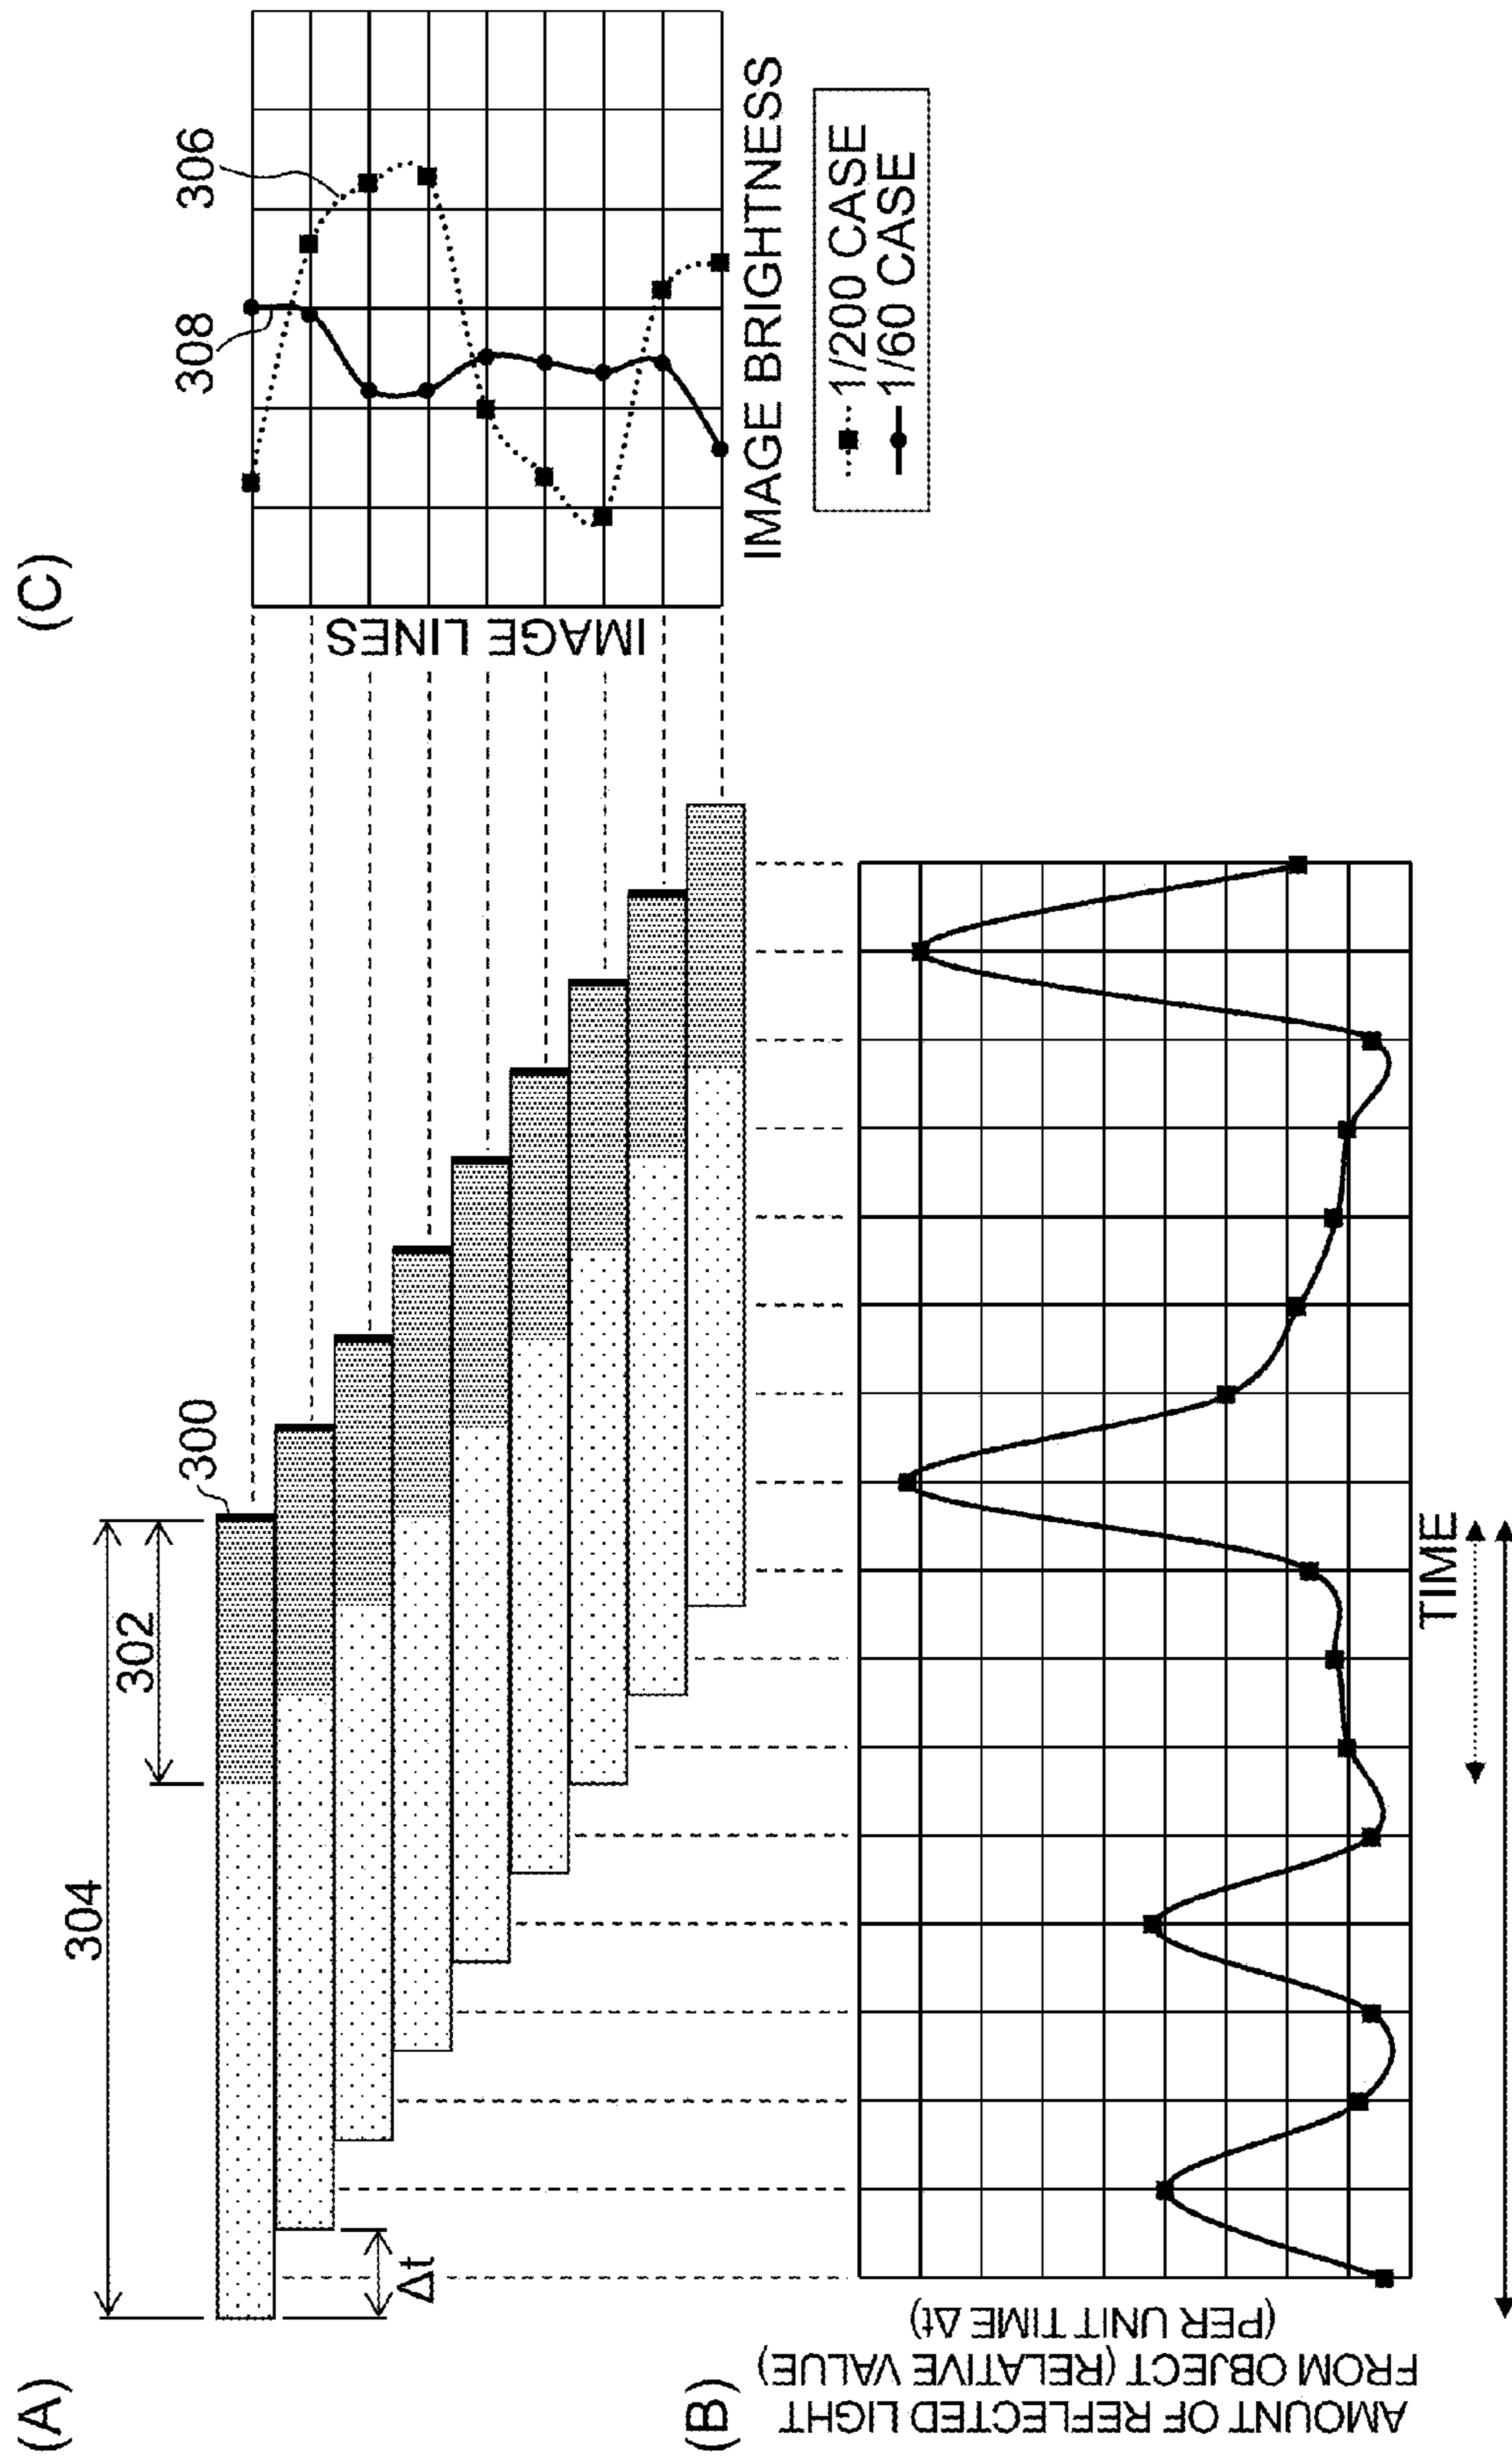 (A)
304
302
300
Δt
(B)
AMOUNT OF REFLECTED LIGHT
FROM OBJECT (RELATIVE VALUE)
(PER UNIT TIME Δt)
TIME
(C)
308
306
IMAGE LINES
IMAGE BRIGHTNESS
1/200 CASE
1/60 CASE